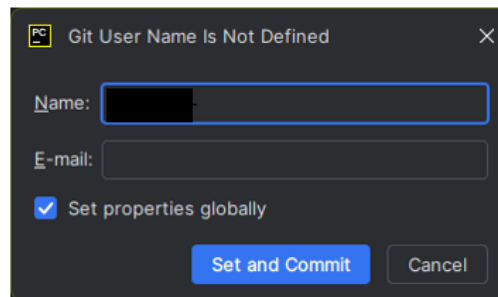 PC
Git User Name Is Not Defined
Name:
E-mail:
Set properties globally
Set and Commit Cancel